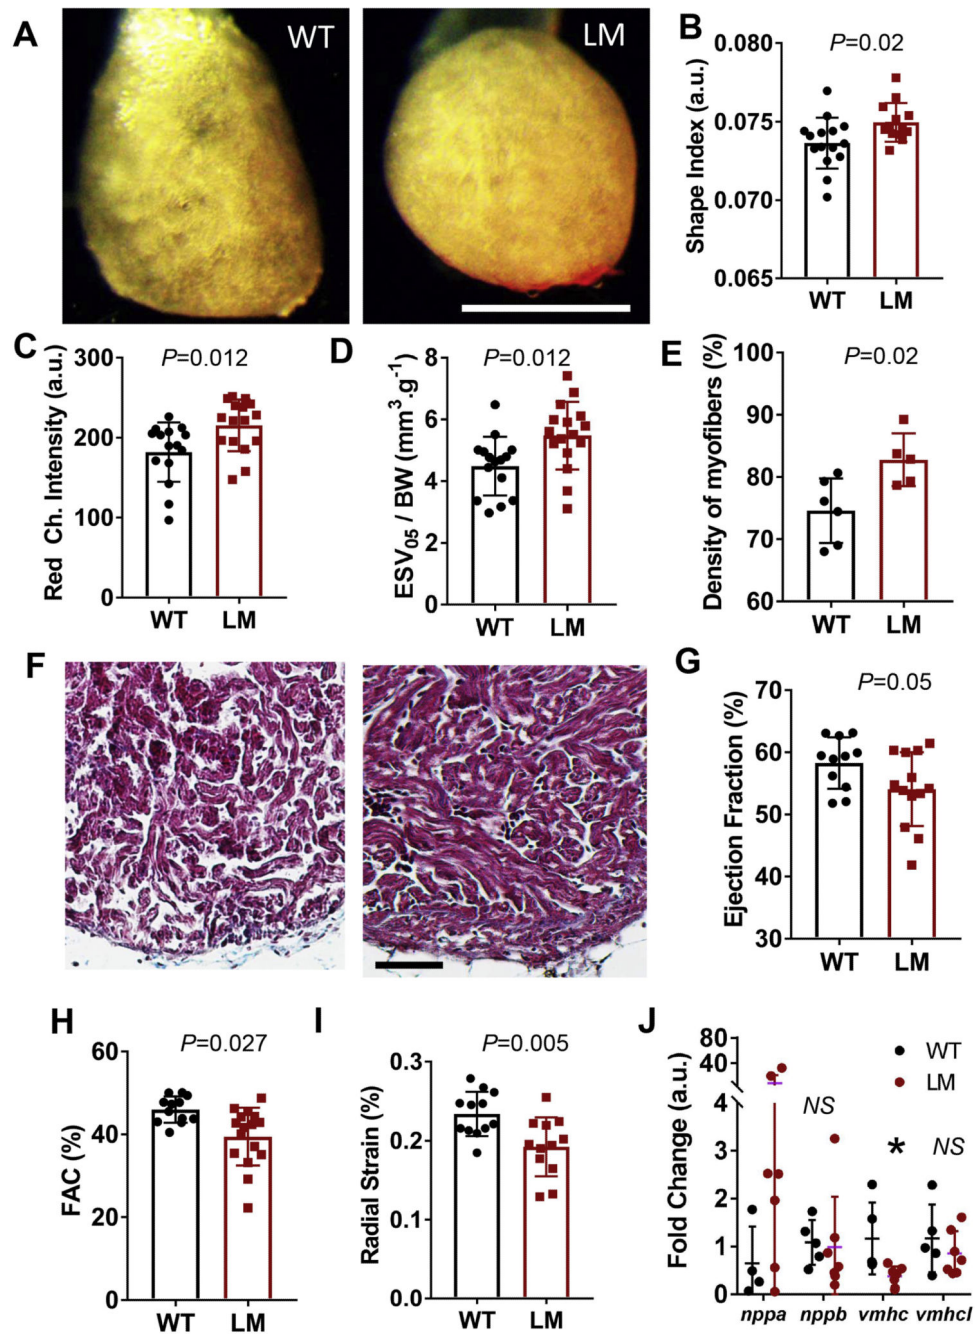 A
WT
LM
B
P=0.02
0.080
0.075
0.070
0.065
Shape Index (a.u.)
WT
LM
C
P=0.012
300
200
100
0
Red Ch. Intensity (a.u.)
WT
LM
D
P=0.012
8
6
4
2
0
ESV05 / BW (mm3.g-1)
WT
LM
E
P=0.02
100
90
80
70
60
Density of myofibers (%)
WT
LM
F
G
P=0.05
70
60
50
40
30
Ejection Fraction (%)
WT
LM
H
P=0.027
60
40
20
0
FAC (%)
WT
LM
I
P=0.005
0.3
0.2
0.1
0.0
Radial Strain (%)
WT
LM
J
80
40
4
3
2
1
0
Fold Change (a.u.)
WT
LM
NS
*
NS
nppa
nppb
vmhc
vmhcl